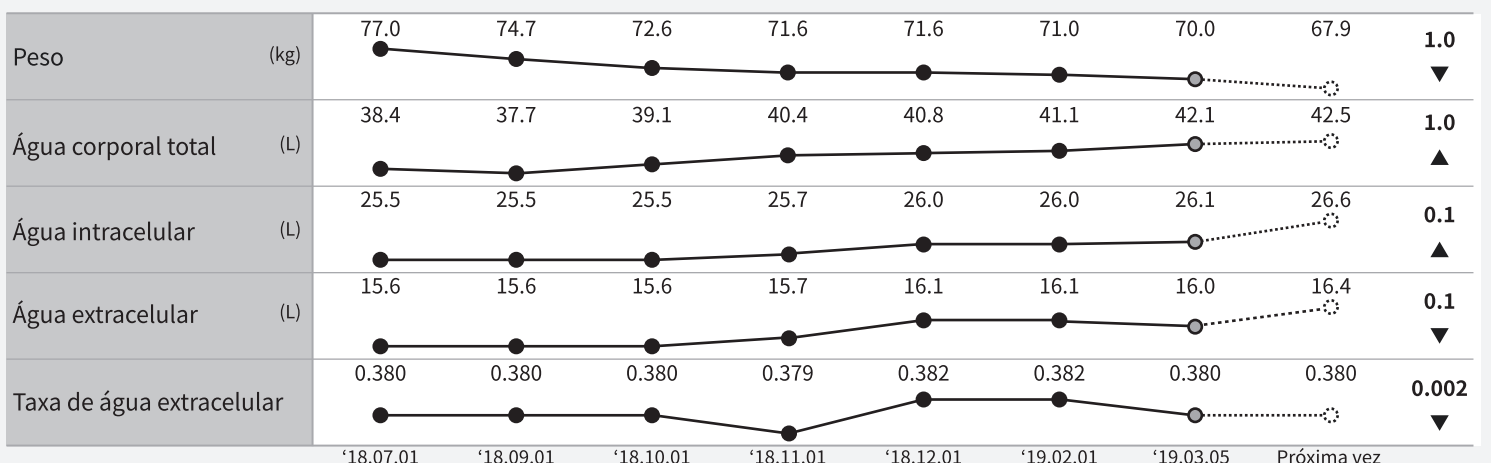 Peso (kg) 77.0 74.7 72.6 71.6 71.6 71.0 70.0 67.9 1.0 ▼
Água corporal total (L) 38.4 37.7 39.1 40.4 40.8 41.1 42.1 42.5 1.0 ▲
Água intracelular (L) 25.5 25.5 25.5 25.7 26.0 26.0 26.1 26.6 0.1 ▲
Água extracelular (L) 15.6 15.6 15.6 15.7 16.1 16.1 16.0 16.4 0.1 ▼
Taxa de água extracelular 0.380 0.380 0.380 0.379 0.382 0.382 0.380 0.380 0.002 ▼
‘18.07.01 ‘18.09.01 ‘18.10.01 ‘18.11.01 ‘18.12.01 ‘19.02.01 ‘19.03.05 Próxima vez